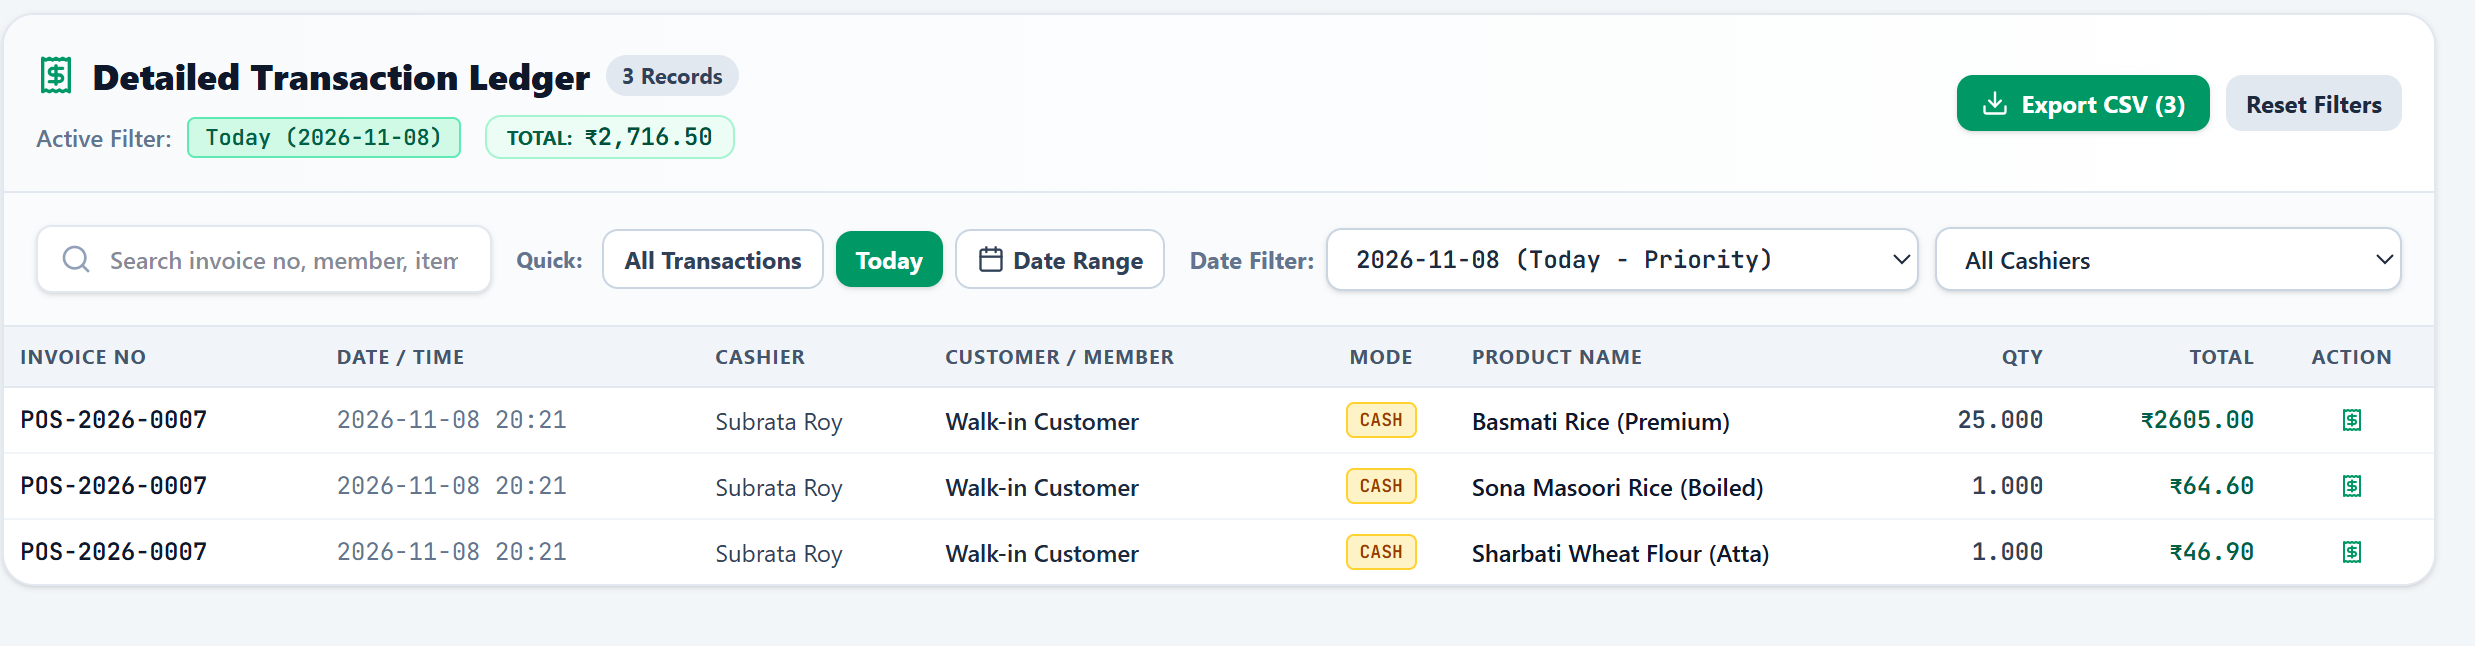 Detailed Transaction Ledger 3 Records
Active Filter: Today (2026-11-08) TOTAL: ₹2,716.50
Export CSV (3) Reset Filters
Search invoice no, member, item Quick: All Transactions Today Date Range Date Filter: 2026-11-08 (Today - Priority) All Cashiers
INVOICE NO DATE / TIME CASHIER CUSTOMER / MEMBER MODE PRODUCT NAME QTY TOTAL ACTION
POS-2026-0007 2026-11-08 20:21 Subrata Roy Walk-in Customer CASH Basmati Rice (Premium) 25.000 ₹2605.00
POS-2026-0007 2026-11-08 20:21 Subrata Roy Walk-in Customer CASH Sona Masoori Rice (Boiled) 1.000 ₹64.60
POS-2026-0007 2026-11-08 20:21 Subrata Roy Walk-in Customer CASH Sharbati Wheat Flour (Atta) 1.000 ₹46.90